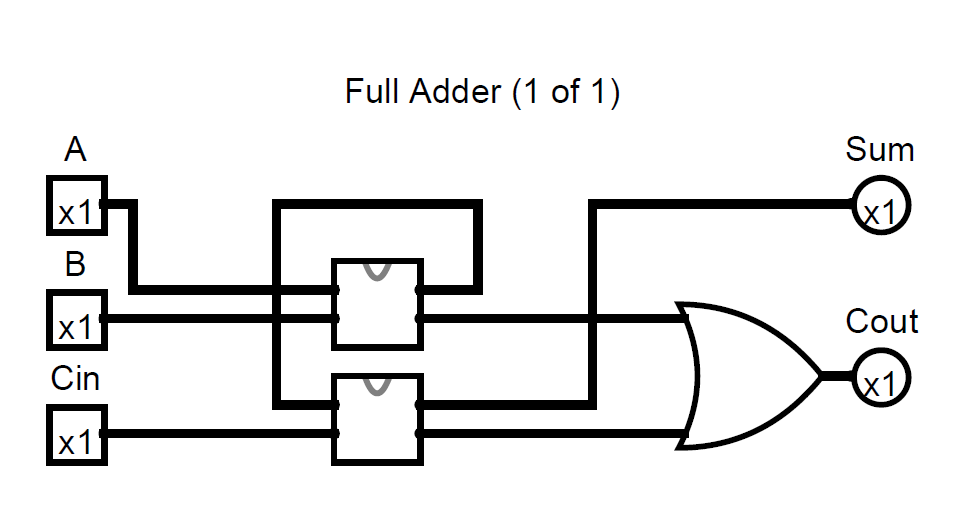 Full Adder (1 of 1)
A
x1
B
x1
Cin
x1
Sum
x1
Cout
x1